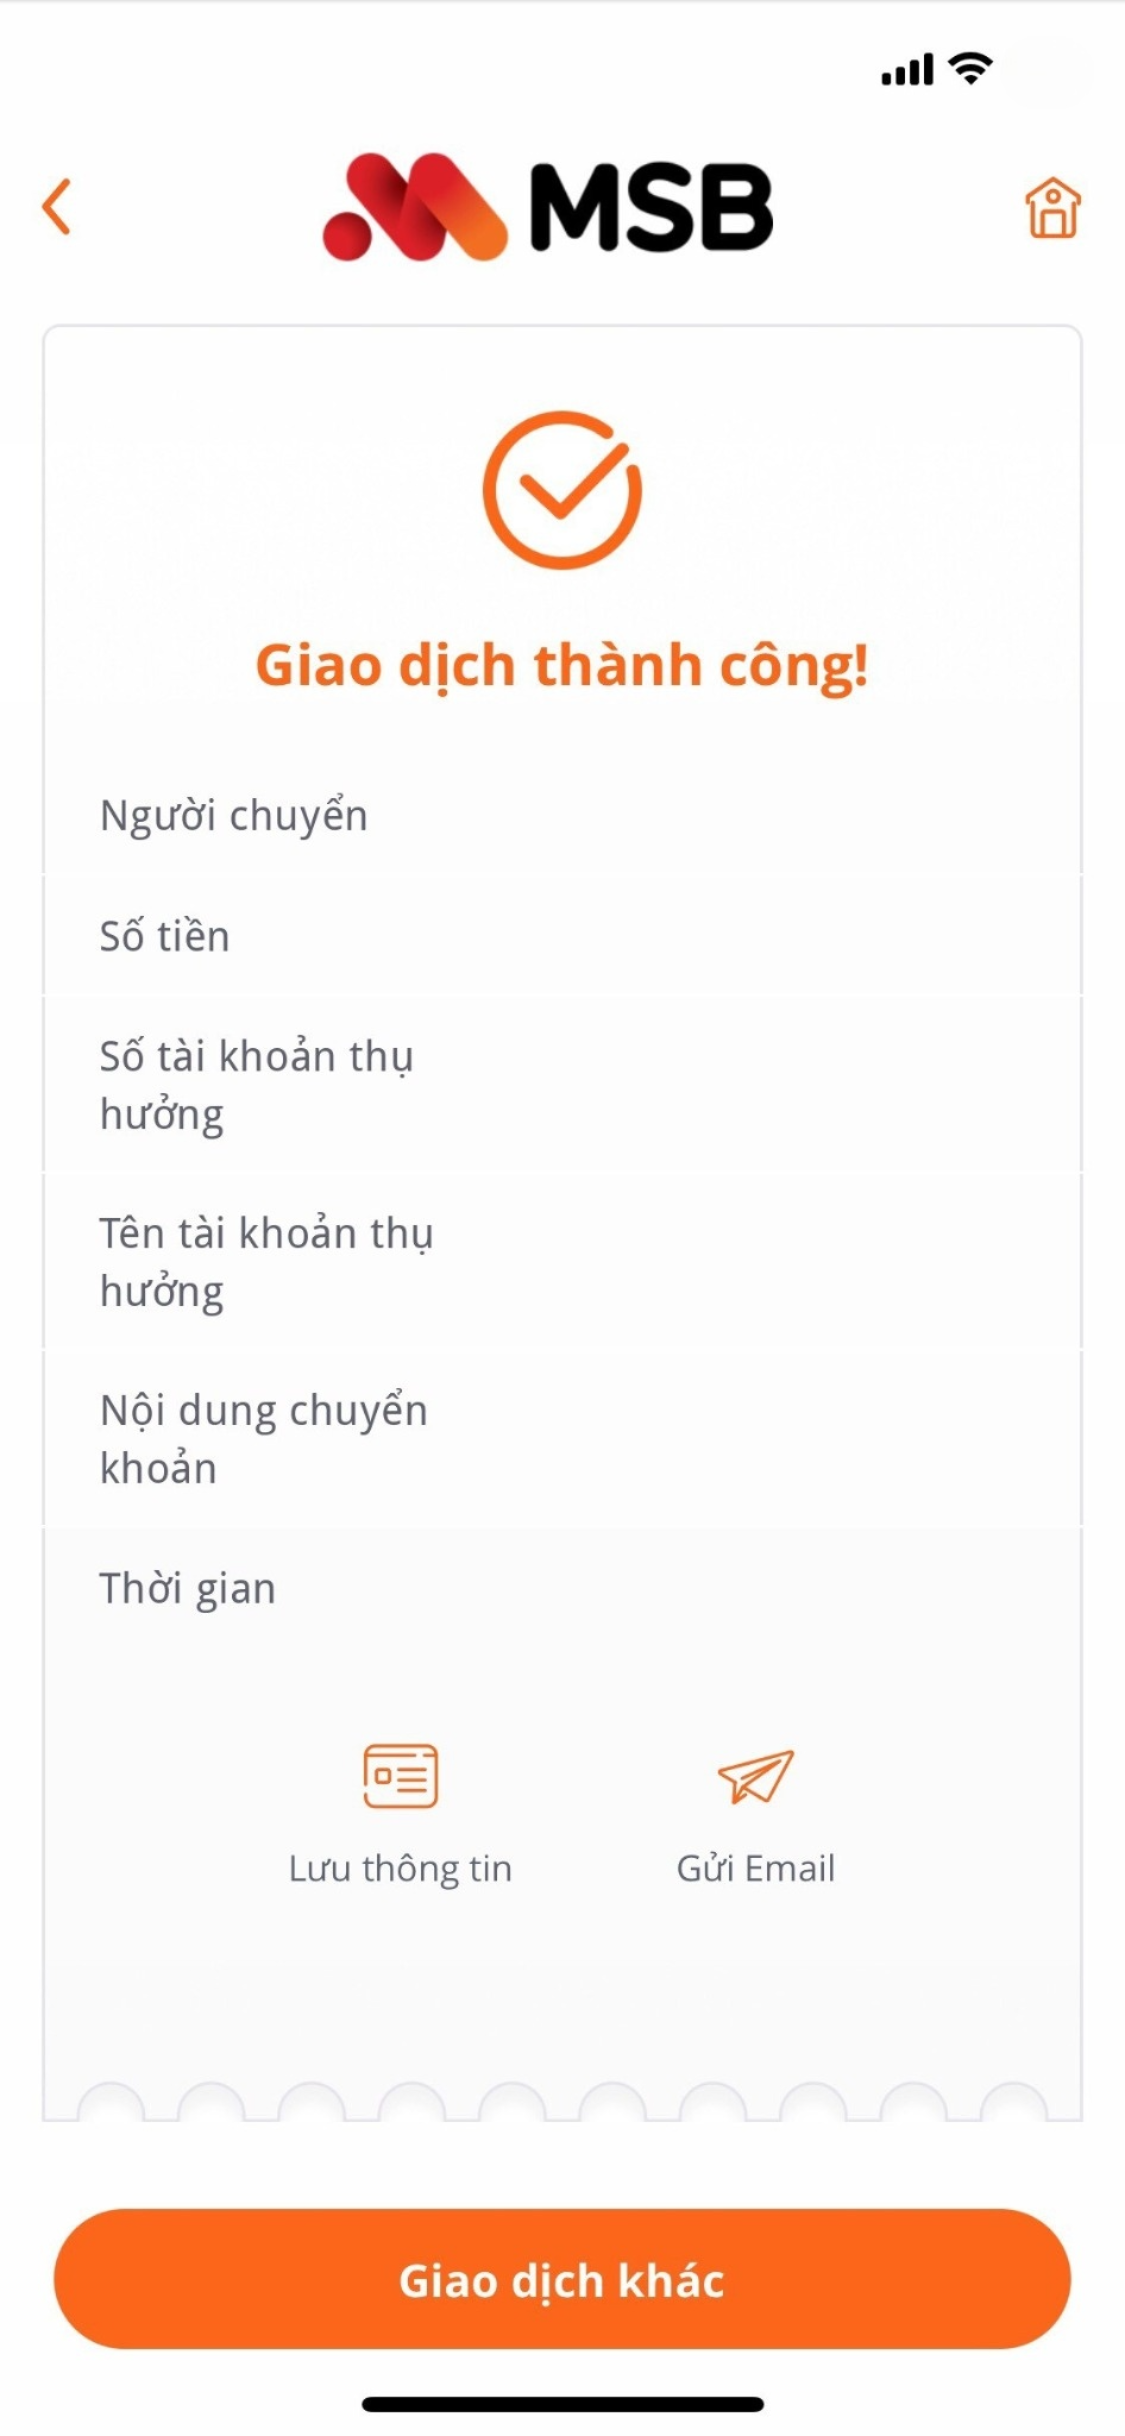 MSB
Giao dịch thành công!
Người chuyển
Số tiền
Số tài khoản thụ
hưởng
Tên tài khoản thụ
hưởng
Nội dung chuyển
khoản
Thời gian
Lưu thông tin
Gửi Email
Giao dịch khác